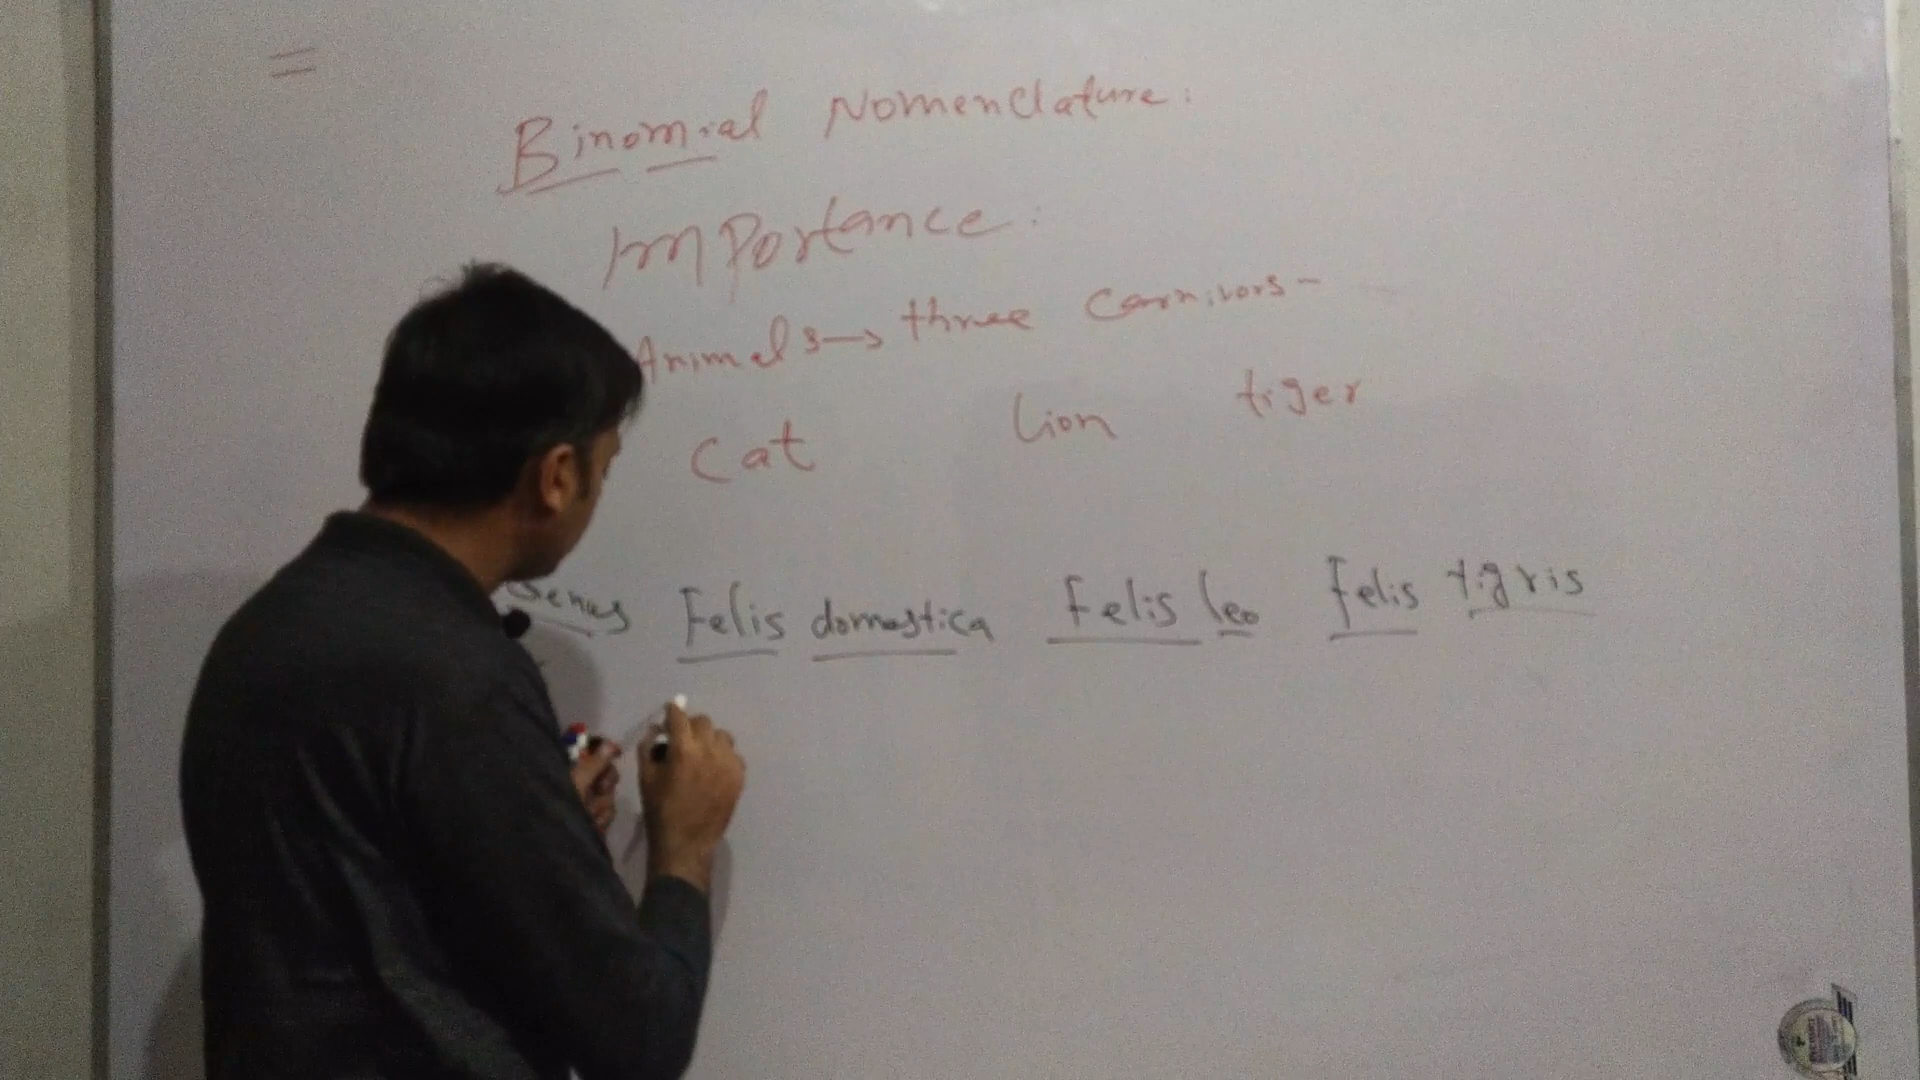 =
Binomial Nomenclature:
Importance:
Animals → three Carnivors -
Cat lion tiger
Genus Felis domestica Felis leo Felis tigris